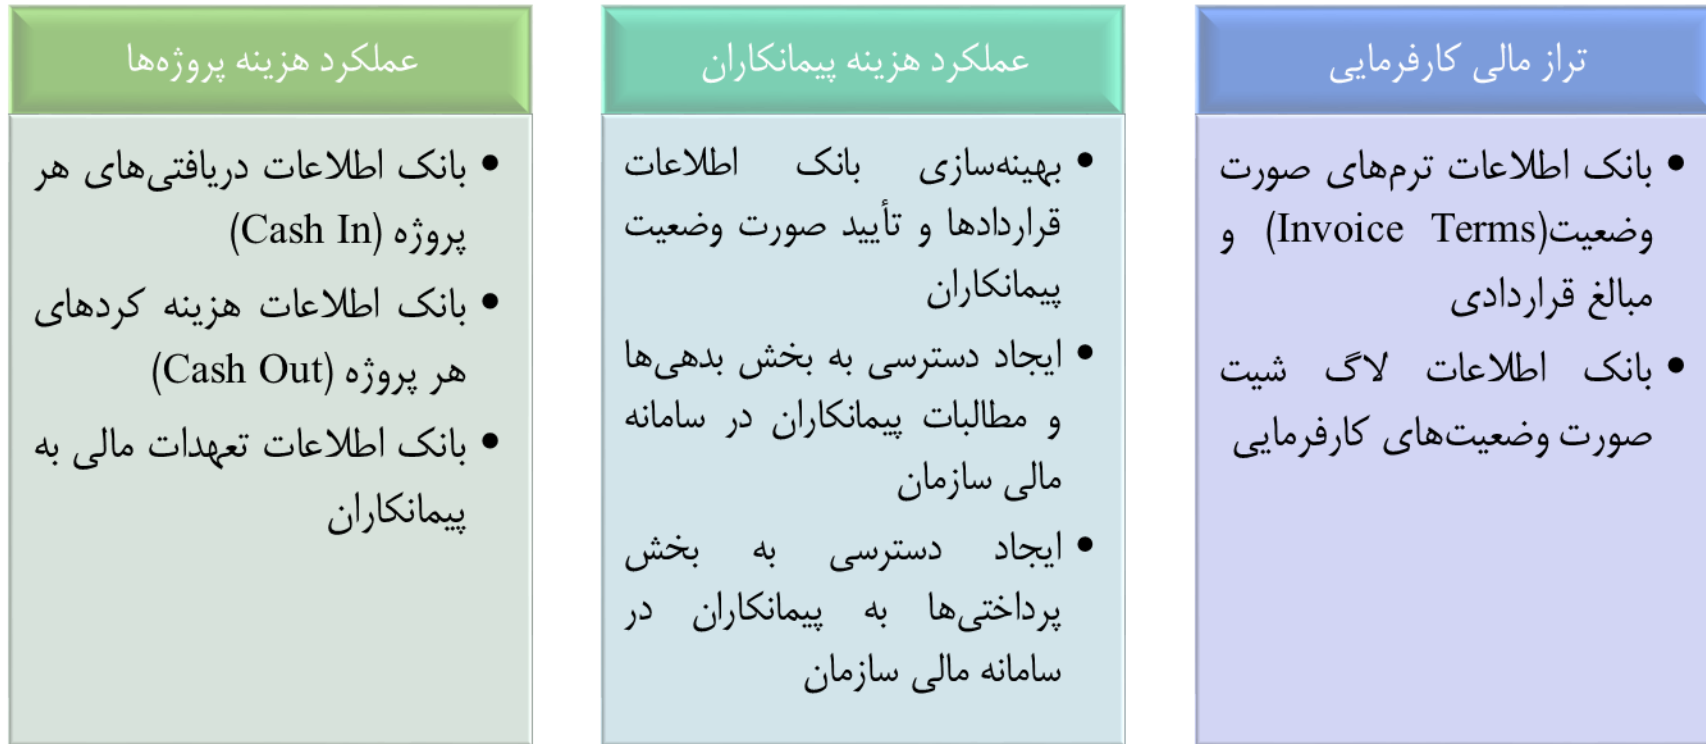 تراز مالی کارفرمایی
• بانک اطلاعات ترم‌های صورت
وضعیت(Invoice Terms) و
مبالغ قراردادی
• بانک اطلاعات لاگ شیت
صورت وضعیت‌های کارفرمایی
عملکرد هزینه پیمانکاران
• بهینه‌سازی بانک اطلاعات
قراردادها و تأیید صورت وضعیت
پیمانکاران
• ایجاد دسترسی به بخش بدهی‌ها
و مطالبات پیمانکاران در سامانه
مالی سازمان
• ایجاد دسترسی به بخش
پرداختی‌ها به پیمانکاران در
سامانه مالی سازمان
عملکرد هزینه پروژه‌ها
• بانک اطلاعات دریافتی‌های هر
پروژه (Cash In)
• بانک اطلاعات هزینه کردهای
هر پروژه (Cash Out)
• بانک اطلاعات تعهدات مالی به
پیمانکاران